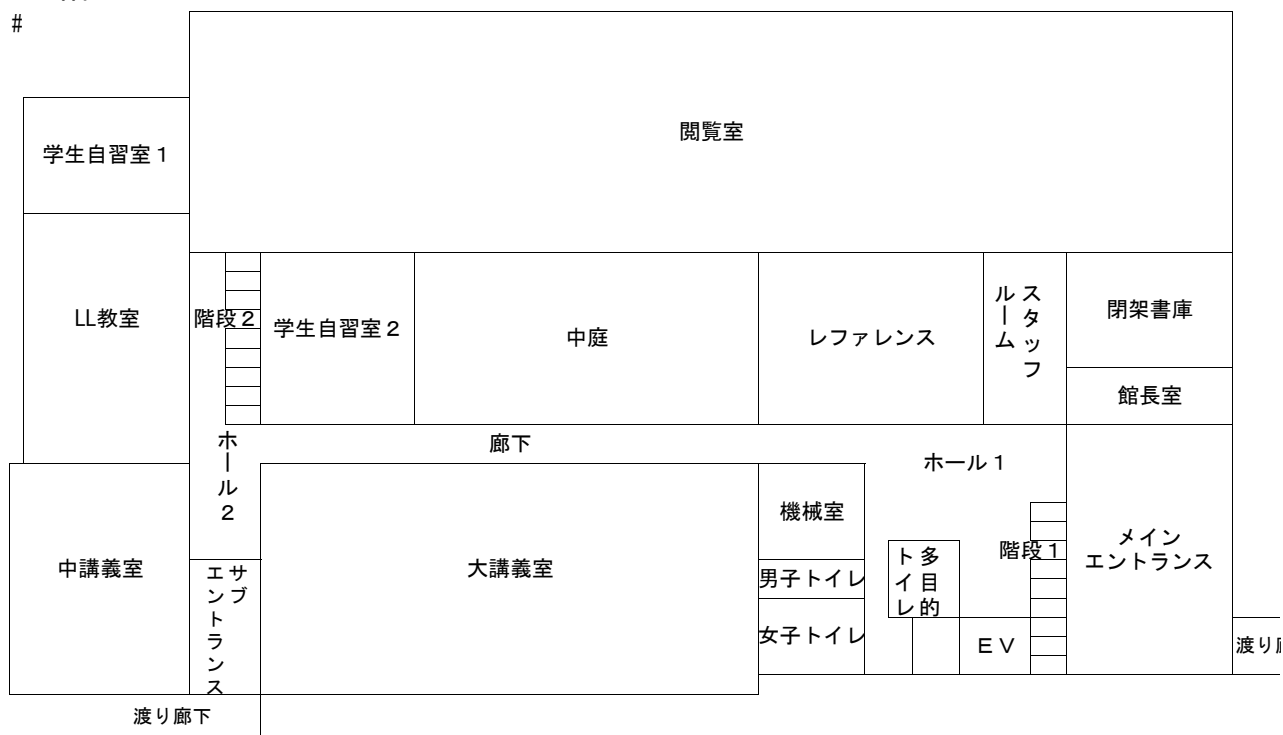 #
閲覧室
学生自習室1
LL教室
階段2
学生自習室2
中庭
レファレンス
スタッフ
ルーム
閉架書庫
館長室
廊下
ホール2
ホール1
機械室
階段1
メイン
エントランス
中講義室
サブ
エントランス
大講義室
男子トイレ
多目的
トイレ
女子トイレ
EV
渡り廊
渡り廊下